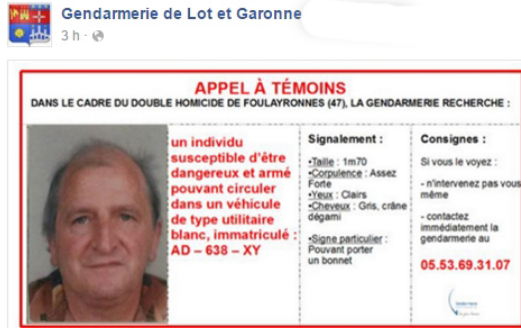 Gendarmerie de Lot et Garonne
3 h ·
APPEL À TÉMOINS
DANS LE CADRE DU DOUBLE HOMICIDE DE FOULAYRONNES (47), LA GENDARMERIE RECHERCHE :
un individu
susceptible d'être
dangereux et armé
pouvant circuler
dans un véhicule
de type utilitaire
blanc, immatriculé :
AD – 638 – XY
Signalement :
•Taille : 1m70
•Corpulence : Assez
Forte
•Yeux : Clairs
•Cheveux : Gris, crâne
dégarni
•Signe particulier :
Pouvant porter
un bonnet
Consignes :
Si vous le voyez :
- n'intervenez pas vous
même
- contactez
immédiatement la
gendarmerie au
05.53.69.31.07